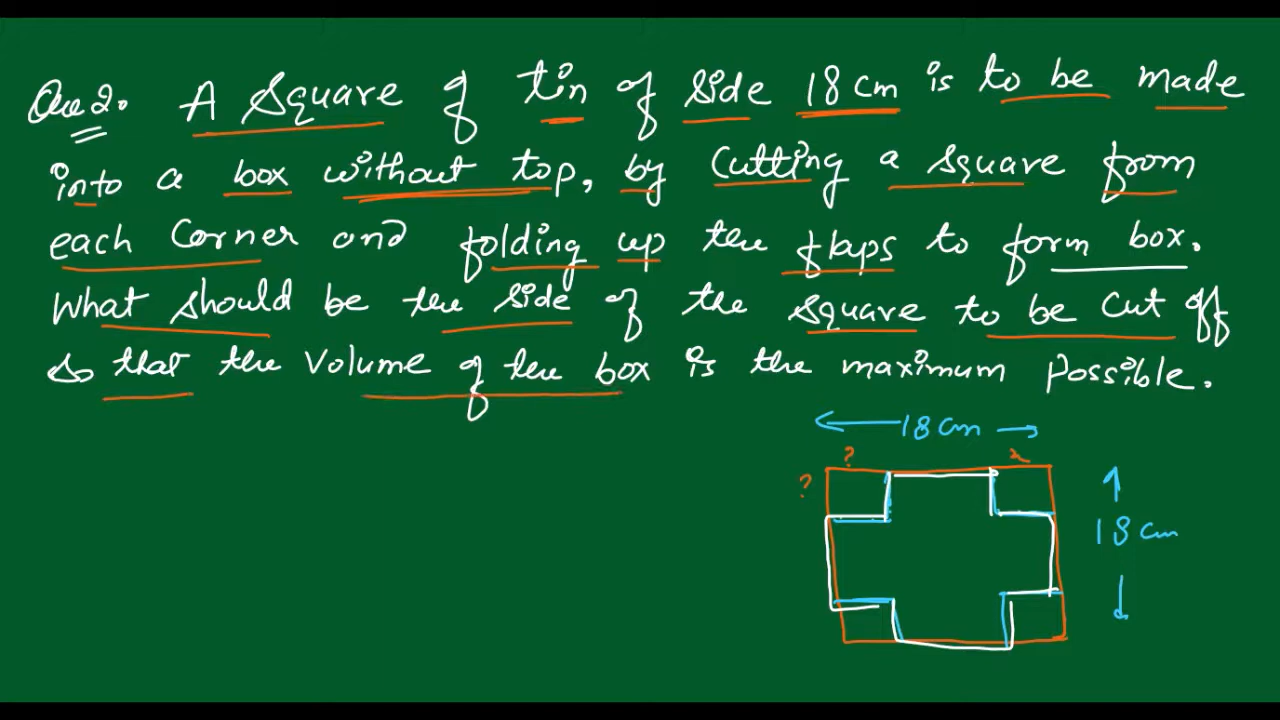 Que 2. A Square of tin of side 18 cm is to be made
into a box without top, by Cutting a square from
each Corner and folding up the flaps to form box.
What should be the side of the square to be cut off
so that the volume of the box is the maximum possible.
18 cm
? x
?
18 cm